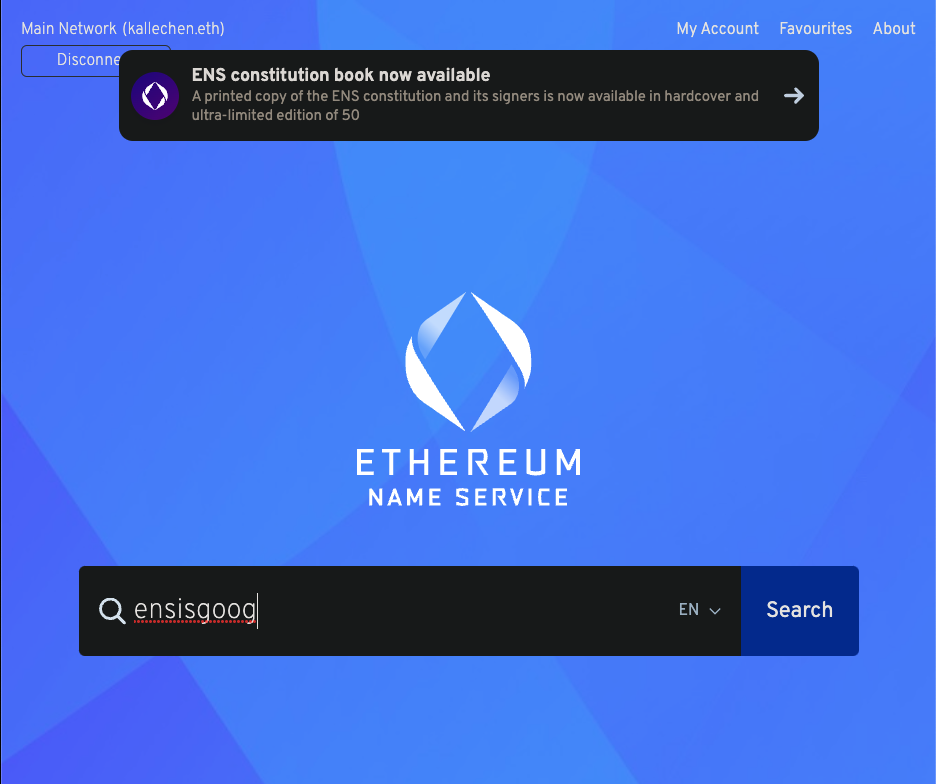 Main Network (kallechen.eth)
My Account Favourites About
Disconne
ENS constitution book now available
A printed copy of the ENS constitution and its signers is now available in hardcover and
ultra-limited edition of 50
ETHEREUM
NAME SERVICE
ensisgoog
EN
Search